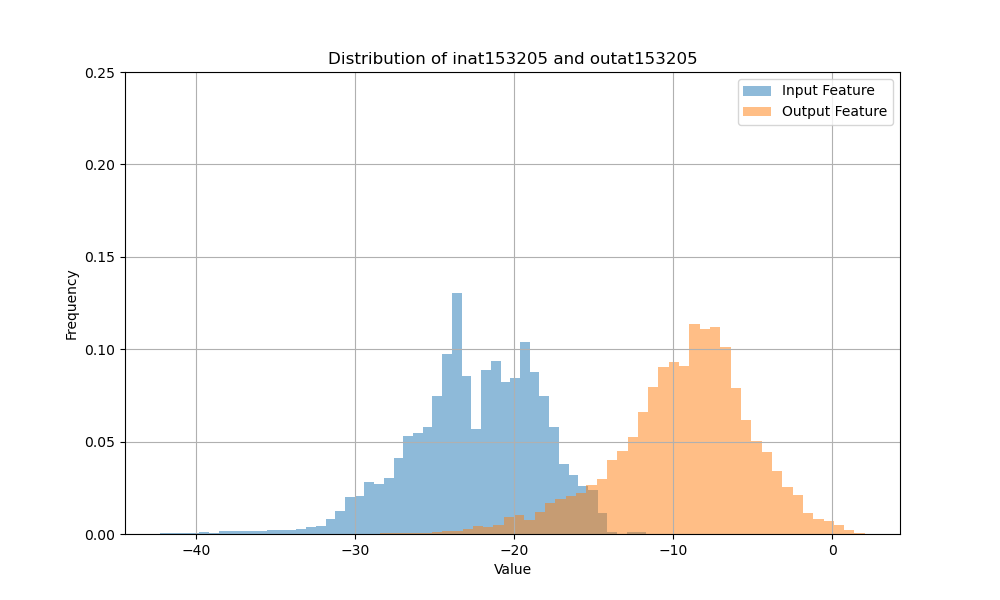 Distribution of inat153205 and outat153205
Input Feature
Output Feature
0.25
0.20
0.15
0.10
0.05
0.00
Frequency
−40
−30
−20
−10
0
Value